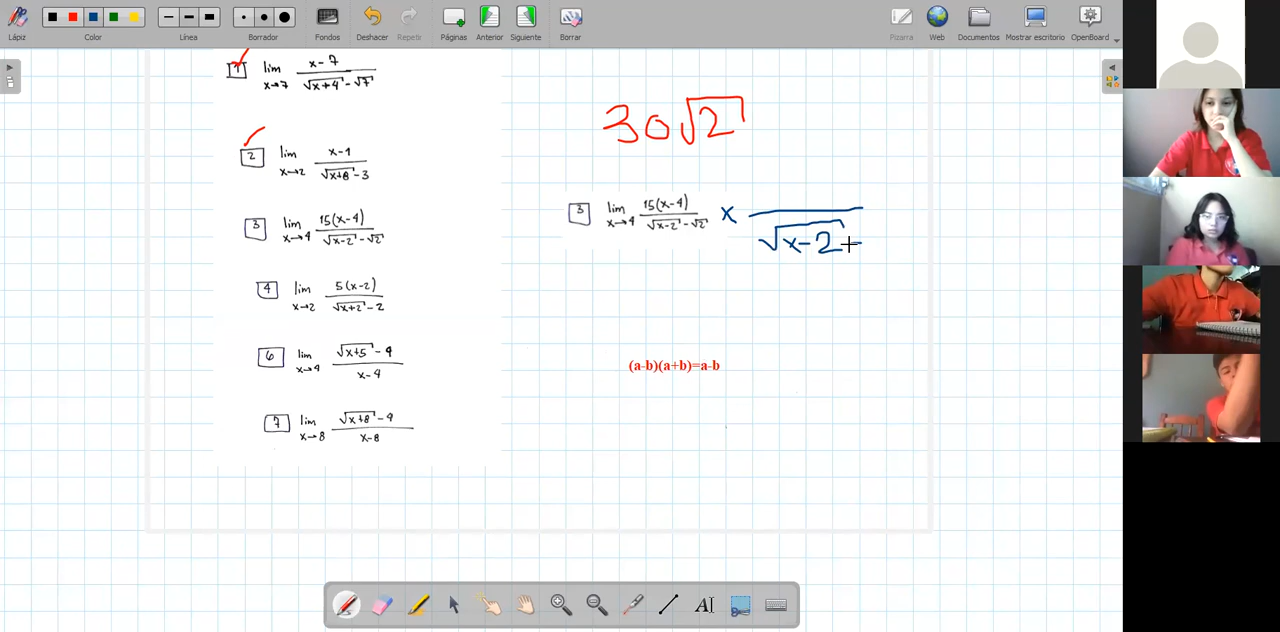 Lápiz
Color
Línea
Borrador
Fondos
Deshacer
Repetir
Páginas
Anterior
Siguiente
Borrar
Pizarra
Web
Documentos
Mostrar escritorio
OpenBoard
1 lim x→7 x-7 / √x+4 - √7
2 lim x→2 x-1 / √x+8 - 3
3 lim x→4 15(x-4) / √x-2 - √2
4 lim x→2 5(x-2) / √x+2 - 2
6 lim x→4 √x+5 - 4 / x-4
7 lim x→8 √x+8 - 4 / x-8
30√2
3 lim x→4 15(x-4) / √x-2 - √2 x / √x-2 +
(a-b)(a+b)=a-b